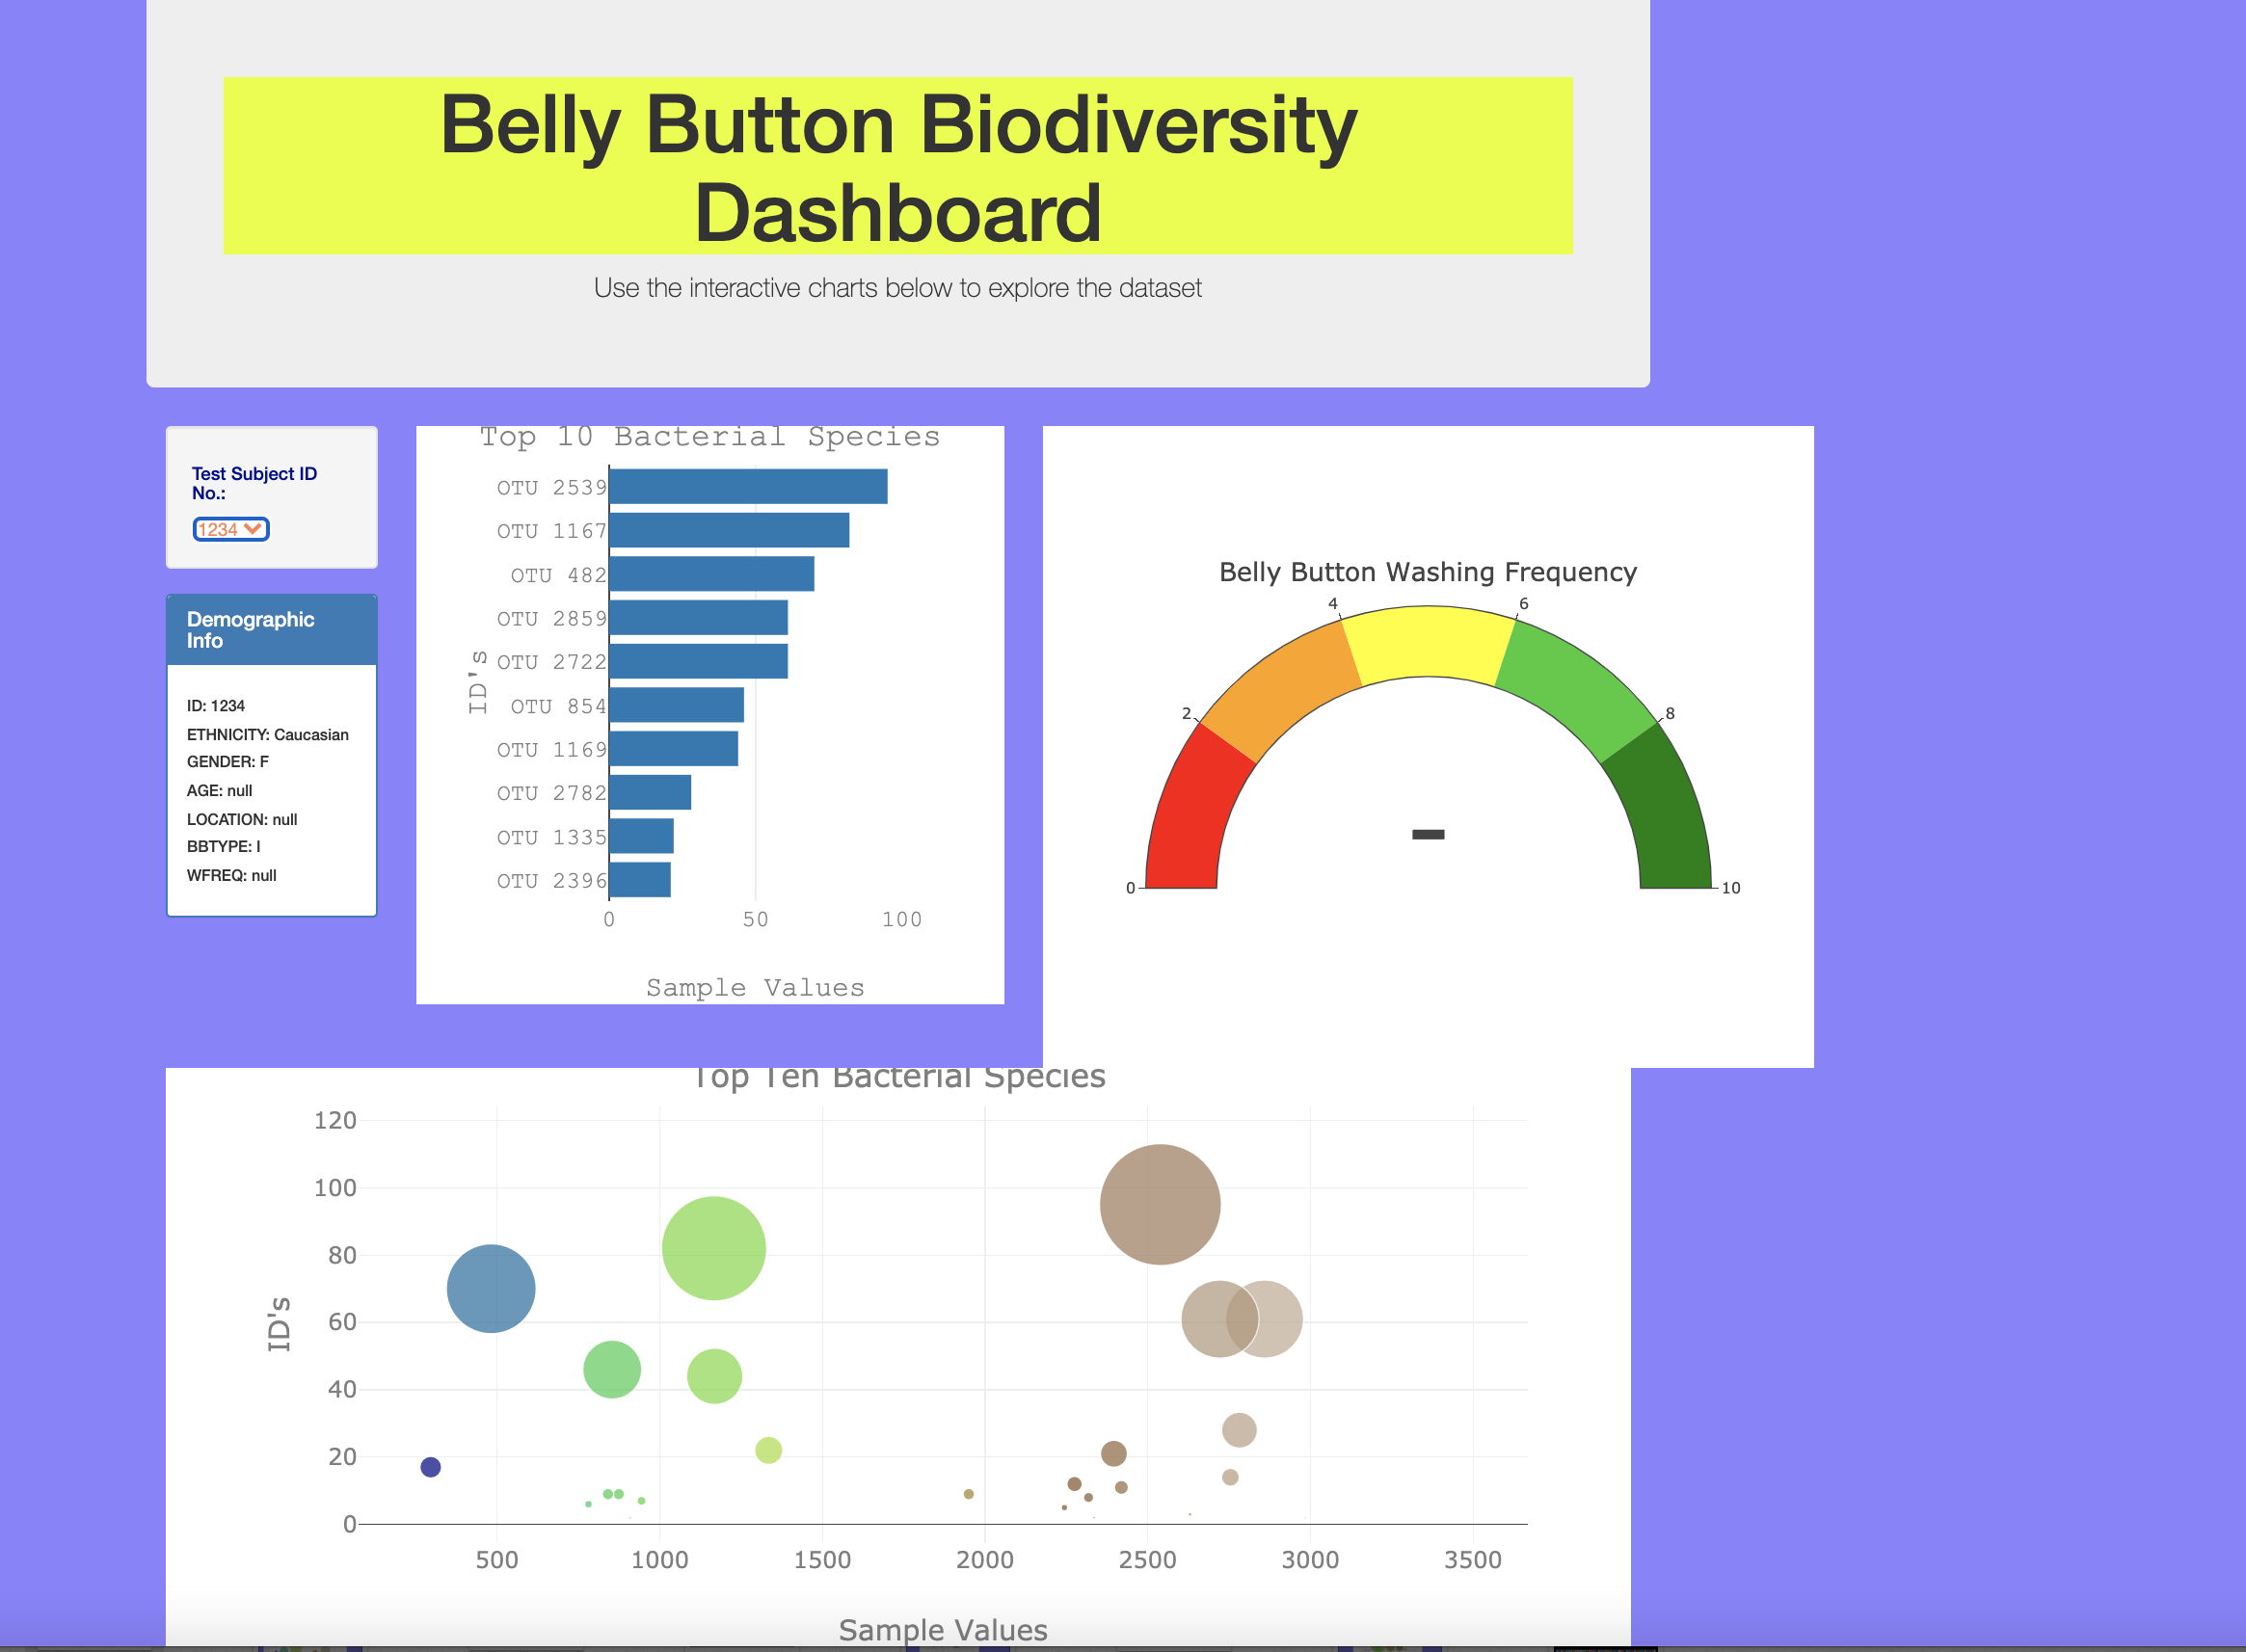 Belly Button Biodiversity
Dashboard
Use the interactive charts below to explore the dataset
Test Subject ID
No.:
1234
Demographic
Info
ID: 1234
ETHNICITY: Caucasian
GENDER: F
AGE: null
LOCATION: null
BBTYPE: I
WFREQ: null
Top 10 Bacterial Species
ID's
OTU 2539
OTU 1167
OTU 482
OTU 2859
OTU 2722
OTU 854
OTU 1169
OTU 2782
OTU 1335
OTU 2396
0 50 100
Sample Values
Belly Button Washing Frequency
0
2
4
6
8
10
-
Top Ten Bacterial Species
ID's
120
100
80
60
40
20
0
500 1000 1500 2000 2500 3000 3500
Sample Values